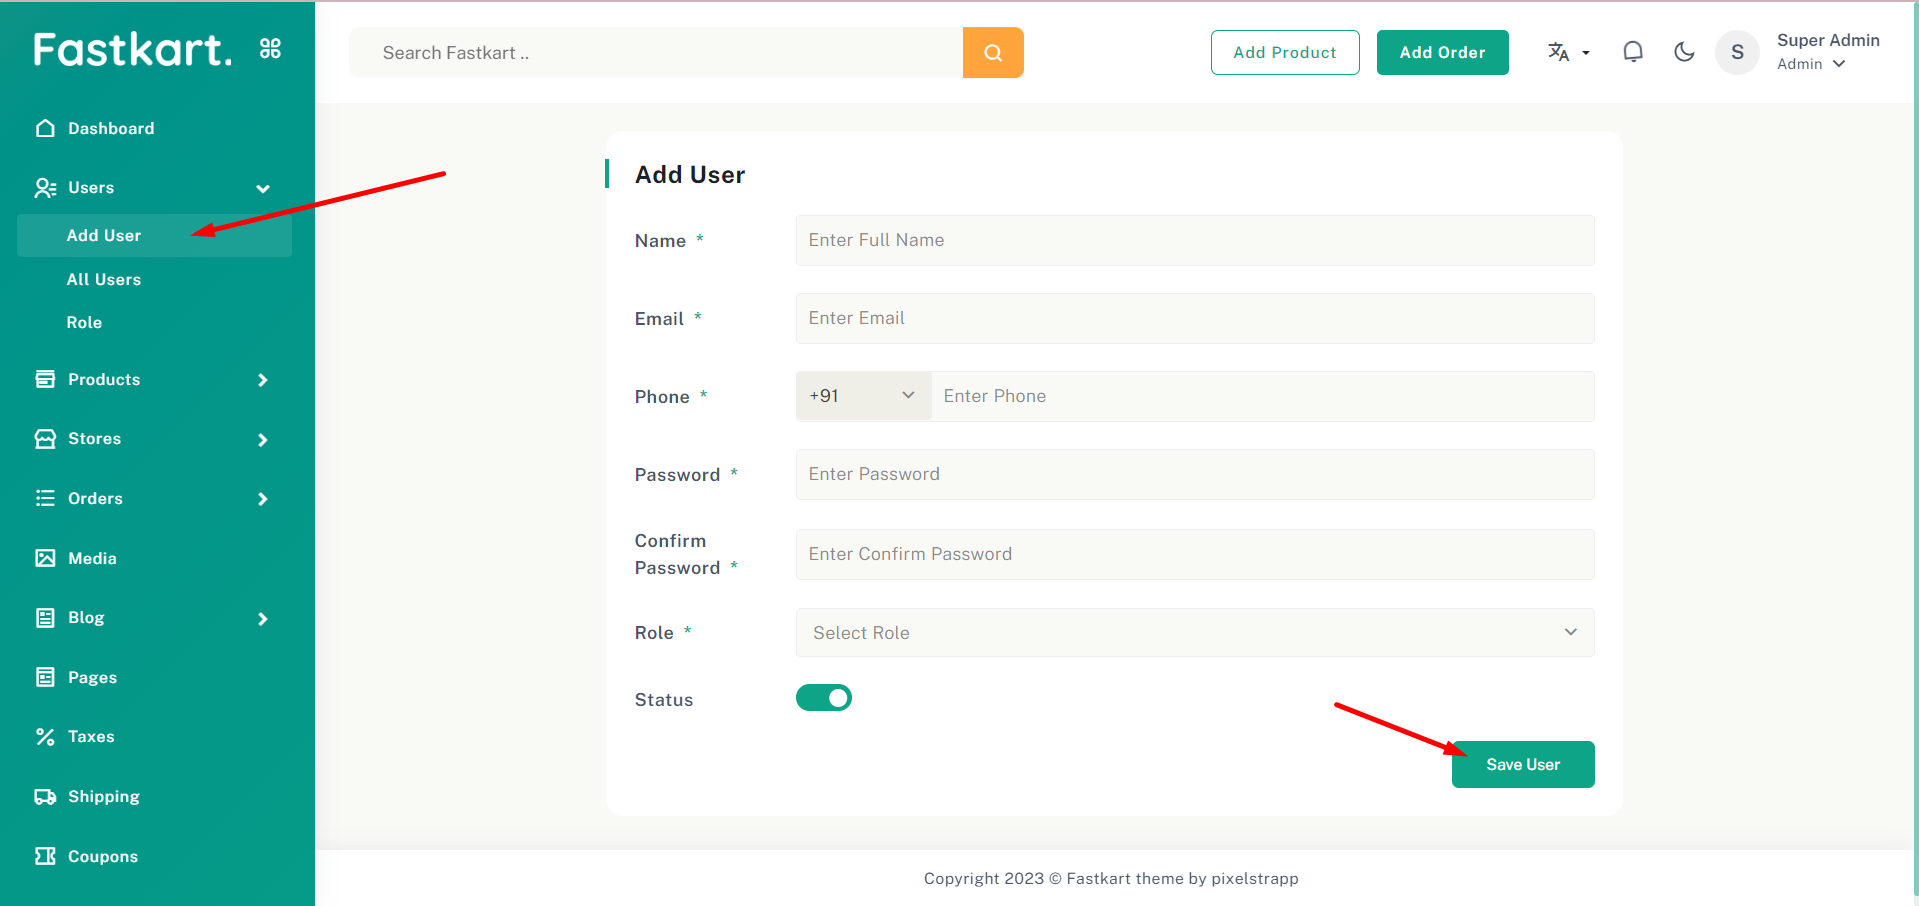 Fastkart.
Search Fastkart ..
Add Product
Add Order
Super Admin
S
Admin
Dashboard
Users
Add User
All Users
Role
Products
Stores
Orders
Media
Blog
Pages
Taxes
Shipping
Coupons
Add User
Name *
Enter Full Name
Email *
Enter Email
Phone *
+91
Enter Phone
Password *
Enter Password
Confirm
Password *
Enter Confirm Password
Role *
Select Role
Status
Save User
Copyright 2023 © Fastkart theme by pixelstrapp